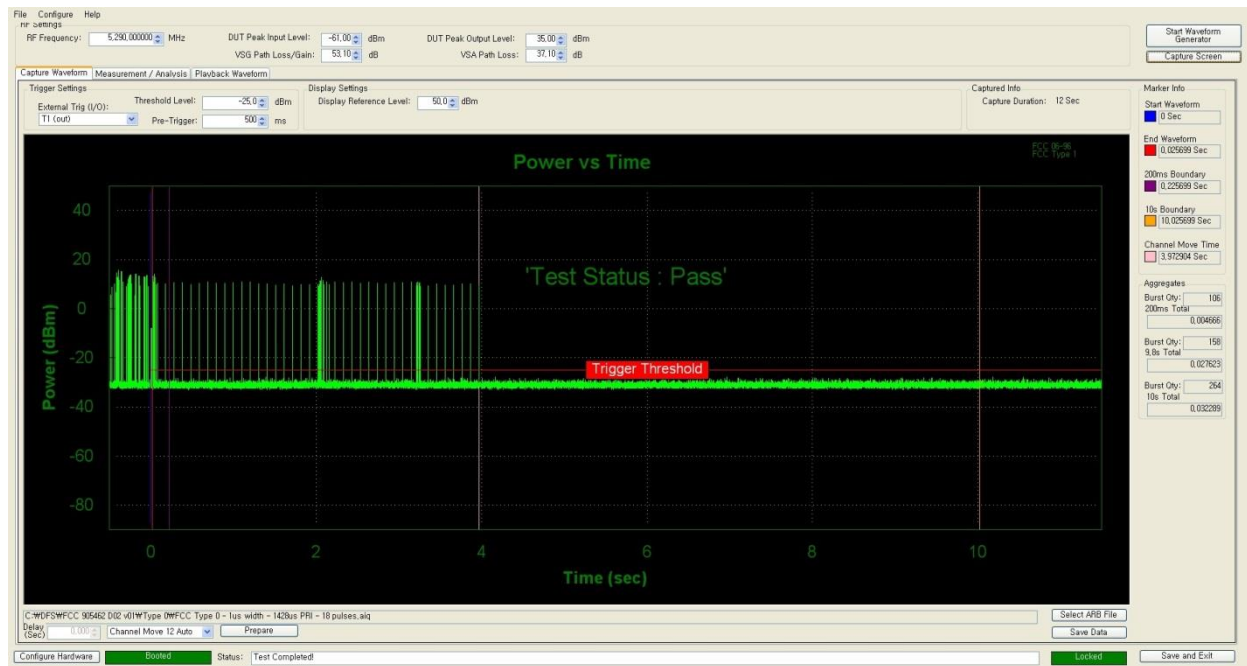 File Configure Help
RF Settings
RF Frequency: 5,290,000000 MHz
DUT Peak Input Level: -61,00 dBm
DUT Peak Output Level: 35,00 dBm
VSG Path Loss/Gain: 53,10 dB
VSA Path Loss: 37,10 dB
Start Waveform
Generator
Capture Screen
Capture Waveform Measurement / Analysis Playback Waveform
Trigger Settings
External Trig (I/O):
T1 (out)
Threshold Level: -25,0 dBm
Pre-Trigger: 500 ms
Display Settings
Display Reference Level: 50,0 dBm
Captured Info
Capture Duration: 12 Sec
Marker Info
Start Waveform
0 Sec
End Waveform
0,025699 Sec
200ms Boundary
0,225699 Sec
10s Boundary
10,025699 Sec
Channel Move Time
3,972904 Sec
Aggregates
Burst Qty: 106
200ms Total
0,004666
Burst Qty: 158
9,8s Total
0,027623
Burst Qty: 264
10s Total
0,032289
Power vs Time
FCC 06-96
FCC Type 1
'Test Status : Pass'
Trigger Threshold
Power (dBm)
40
20
0
-20
-40
-60
-80
0
2
4
6
8
10
Time (sec)
C:₩DFS₩FCC 905462 D02 v01₩Type 0₩FCC Type 0 - 1us width - 1428us PRI - 18 pulses,aiq
Select ARB File
Delay
(Sec) 0,000 Channel Move 12 Auto Prepare
Save Data
Configure Hardware Booted Status: Test Completed! Locked Save and Exit